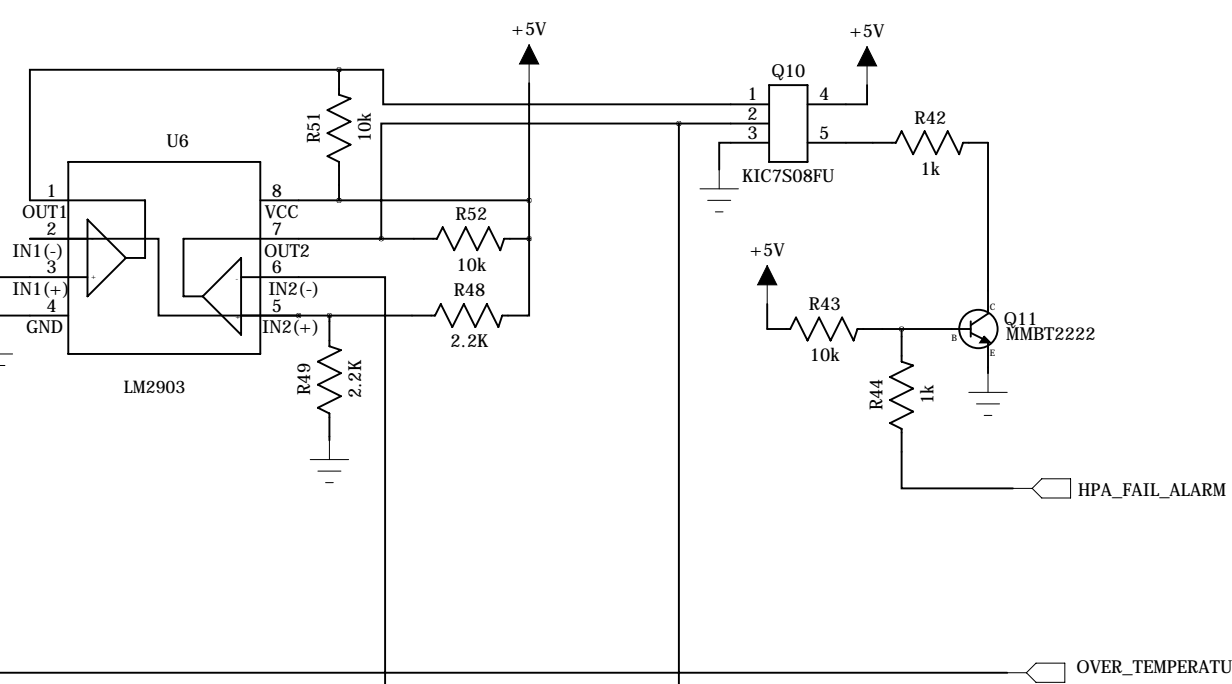 +5V
+5V
Q10
1
4
2
3
5
R42
KIC7S08FU
1k
R51
10k
U6
1
8
OUT1
VCC
2
7
IN1(-)
OUT2
3
6
IN1(+)
IN2(-)
4
5
GND
IN2(+)
LM2903
R52
10k
R48
2.2K
R49
2.2K
+5V
R43
10k
R44
1k
C
Q11
MMBT2222
B
E
HPA_FAIL_ALARM
OVER_TEMPERATU